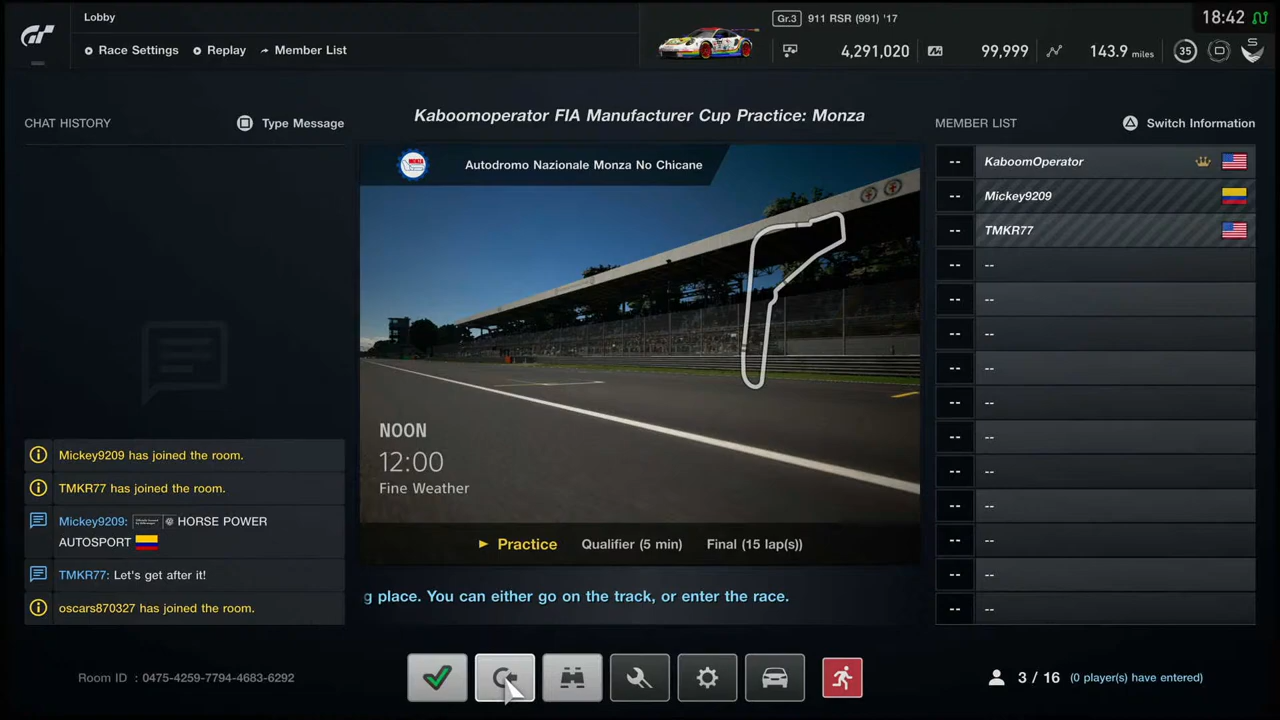 Lobby
Race Settings
Replay
Member List
Gr.3
911 RSR (991) '17
4,291,020
99,999
143.9 miles
35
S
18:42
CHAT HISTORY
Type Message
Kaboomoperator FIA Manufacturer Cup Practice: Monza
MEMBER LIST
Switch Information
Autodromo Nazionale Monza No Chicane
NOON
12:00
Fine Weather
Practice
Qualifier (5 min)
Final (15 lap(s))
g place. You can either go on the track, or enter the race.
-- KaboomOperator
-- Mickey9209
-- TMKR77
-- --
-- --
-- --
-- --
-- --
-- --
-- --
-- --
-- --
-- --
-- --
Mickey9209 has joined the room.
TMKR77 has joined the room.
Mickey9209: HORSE POWER
AUTOSPORT
TMKR77: Let's get after it!
oscars870327 has joined the room.
Room ID : 0475-4259-7794-4683-6292
3 / 16
(0 player(s) have entered)